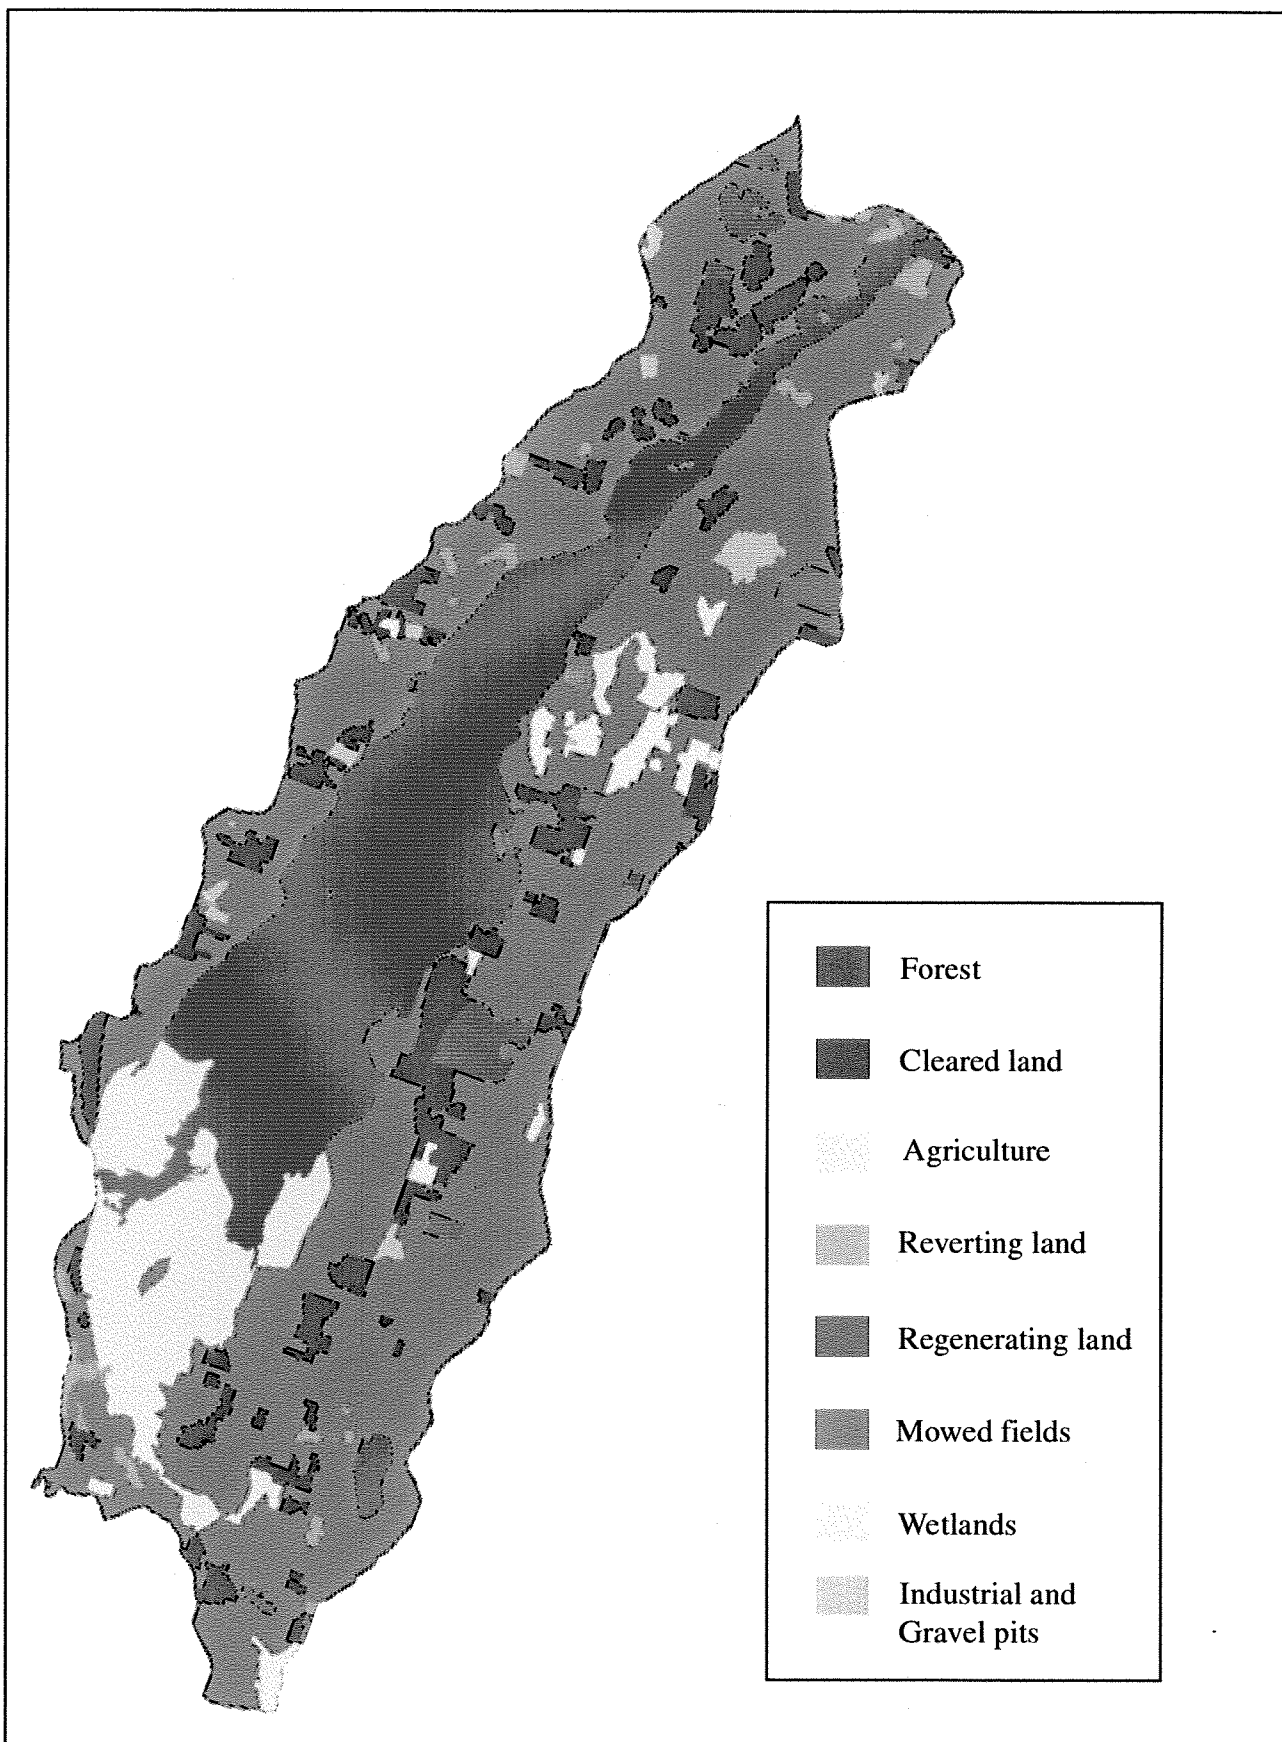 Forest
Cleared land
Agriculture
Reverting land
Regenerating land
Mowed fields
Wetlands
Industrial and
Gravel pits